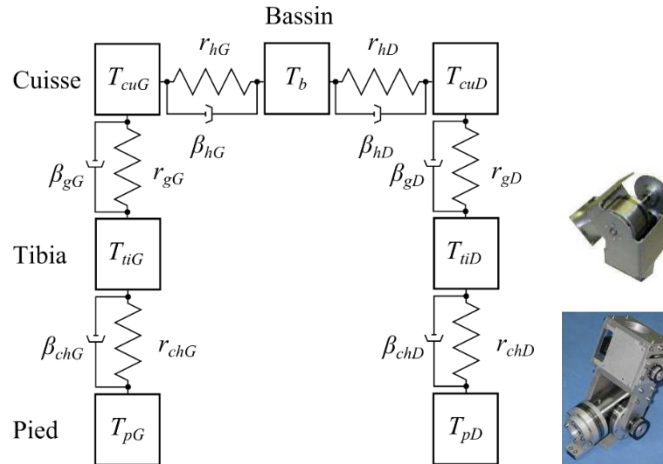 Bassin
r_hG r_hD
Cuisse T_cuG T_b T_cuD
β_hG β_hD
β_gG r_gG β_gD r_gD
Tibia T_tiG T_tiD
β_chG r_chG β_chD r_chD
Pied T_pG T_pD